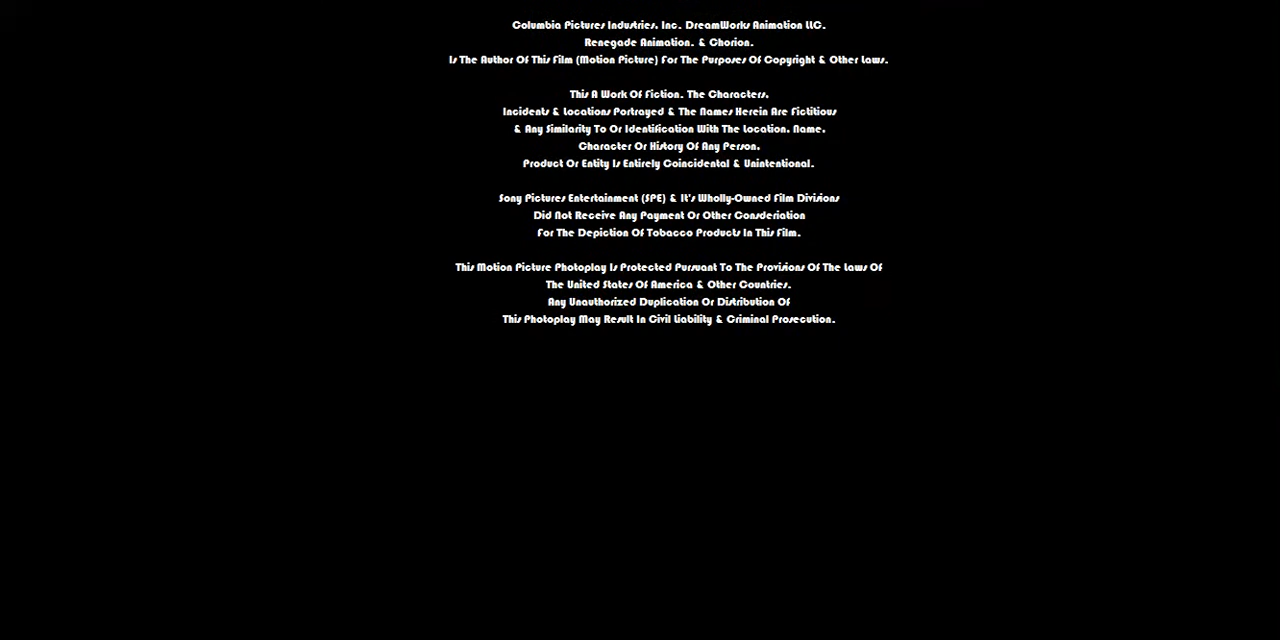 Columbia Pictures Industries, Inc. DreamWorks Animation LLC.
Renegade Animation. & Chorion.
Is The Author Of This Film (Motion Picture) For The Purposes Of Copyright & Other Laws.
This A Work Of Fiction. The Characters,
Incidents & Locations Portrayed & The Names Herein Are Fictitious
& Any Similarity To Or Identification With The Location, Name,
Character Or History Of Any Person,
Product Or Entity Is Entirely Coincidental & Unintentional.
Sony Pictures Entertainment (SPE) & It's Wholly-Owned Film Divisions
Did Not Receive Any Payment Or Other Consderiation
For The Depiction Of Tobacco Products In This Film.
This Motion Picture Photoplay Is Protected Pursuant To The Provisions Of The Laws Of
The United States Of America & Other Countries.
Any Unauthorized Duplication Or Distribution Of
This Photoplay May Result In Civil Liability & Criminal Prosecution.